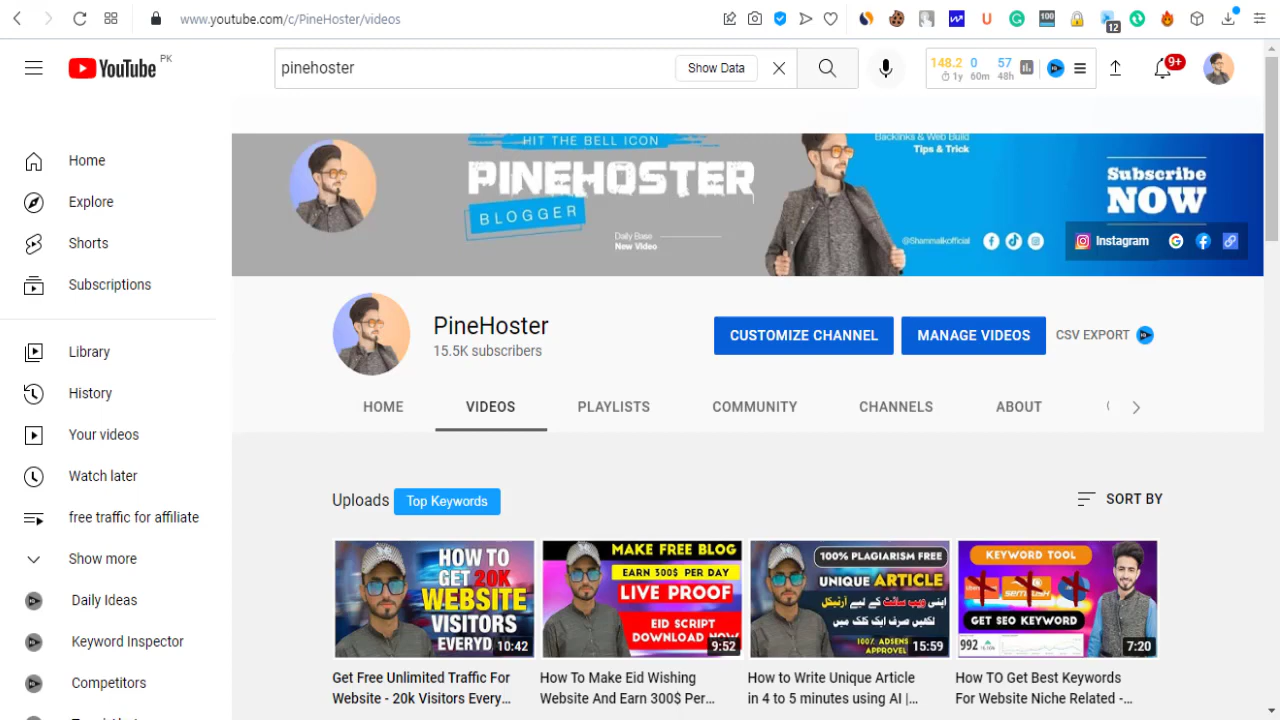 www.youtube.com/c/PineHoster/videos
100
12
YouTube PK
pinehoster
Show Data
148.2 0 57
1y 60m 48h
9+
Home
Explore
Shorts
Subscriptions
Library
History
Your videos
Watch later
free traffic for affiliate
Show more
Daily Ideas
Keyword Inspector
Competitors
HIT THE BELL ICON
PINEHOSTER
BLOGGER
Daily Base
New Video
Backlinks & Web Build
Tips & Trick
@Shammalikofficial
Subscribe
NOW
Instagram
PineHoster
15.5K subscribers
CUSTOMIZE CHANNEL
MANAGE VIDEOS
CSV EXPORT
HOME
VIDEOS
PLAYLISTS
COMMUNITY
CHANNELS
ABOUT
Uploads
Top Keywords
SORT BY
HOW TO
GET 20K
WEBSITE
VISITORS
EVERYD
10:42
Get Free Unlimited Traffic For
Website - 20k Visitors Every...
MAKE FREE BLOG
EARN 300$ PER DAY
LIVE PROOF
EID SCRIPT
DOWNLOAD NOW
9:52
How To Make Eid Wishing
Website And Earn 300$ Per...
100% PLAGIARISM FREE
UNIQUE ARTICLE
اپنی ویب سائٹ کے لیے آرٹیکل
لکھیں صرف ایک کلک میں
100% ADSENS
APPROVEL
15:59
How to Write Unique Article
in 4 to 5 minutes using AI |...
KEYWORD TOOL
GET SEO KEYWORD
992
7:20
How TO Get Best Keywords
For Website Niche Related -...